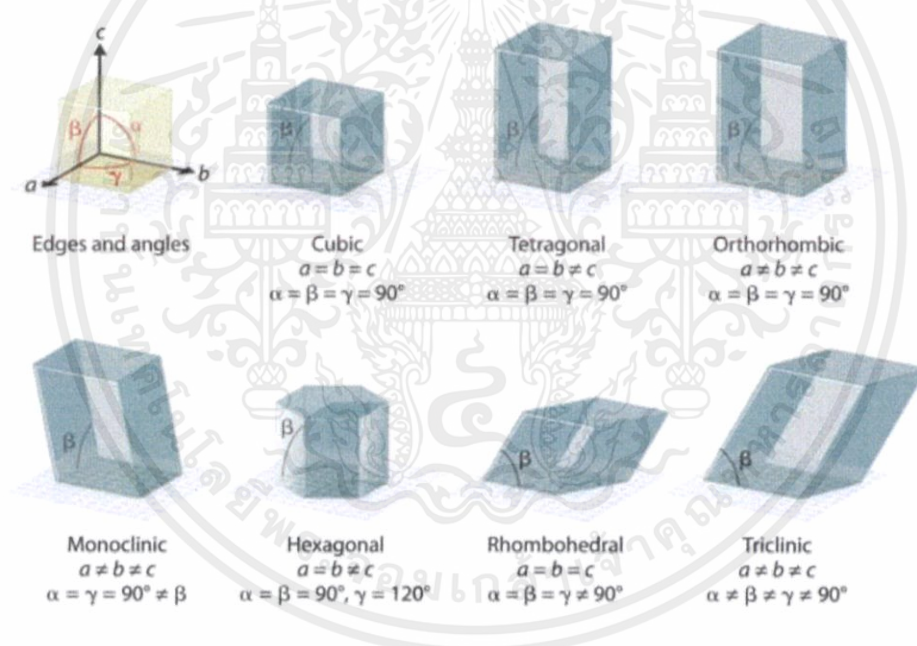 c
β
α
a
γ
b
Edges and angles
β
Cubic
a = b = c
α = β = γ = 90°
β
Tetragonal
a = b ≠ c
α = β = γ = 90°
β
Orthorhombic
a ≠ b ≠ c
α = β = γ = 90°
β
Monoclinic
a ≠ b ≠ c
α = γ = 90° ≠ β
β
Hexagonal
a = b ≠ c
α = β = 90°, γ = 120°
β
Rhombohedral
a = b = c
α = β = γ ≠ 90°
β
Triclinic
a ≠ b ≠ c
α ≠ β ≠ γ ≠ 90°